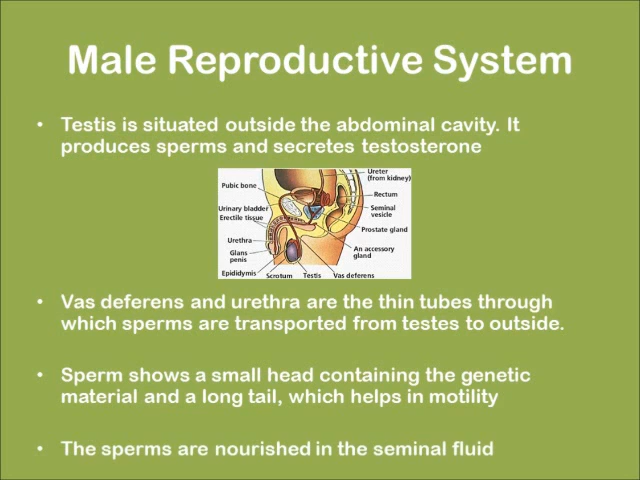 Male Reproductive System
• Testis is situated outside the abdominal cavity. It
produces sperms and secretes testosterone
Ureter
(from kidney)
Pubic bone
Rectum
Urinary bladder
Seminal
vesicle
Erectile tissue
Prostate gland
Urethra
An accessory
gland
Glans
penis
Epididymis
Scrotum
Testis
Vas deferens
• Vas deferens and urethra are the thin tubes through
which sperms are transported from testes to outside.
• Sperm shows a small head containing the genetic
material and a long tail, which helps in motility
• The sperms are nourished in the seminal fluid